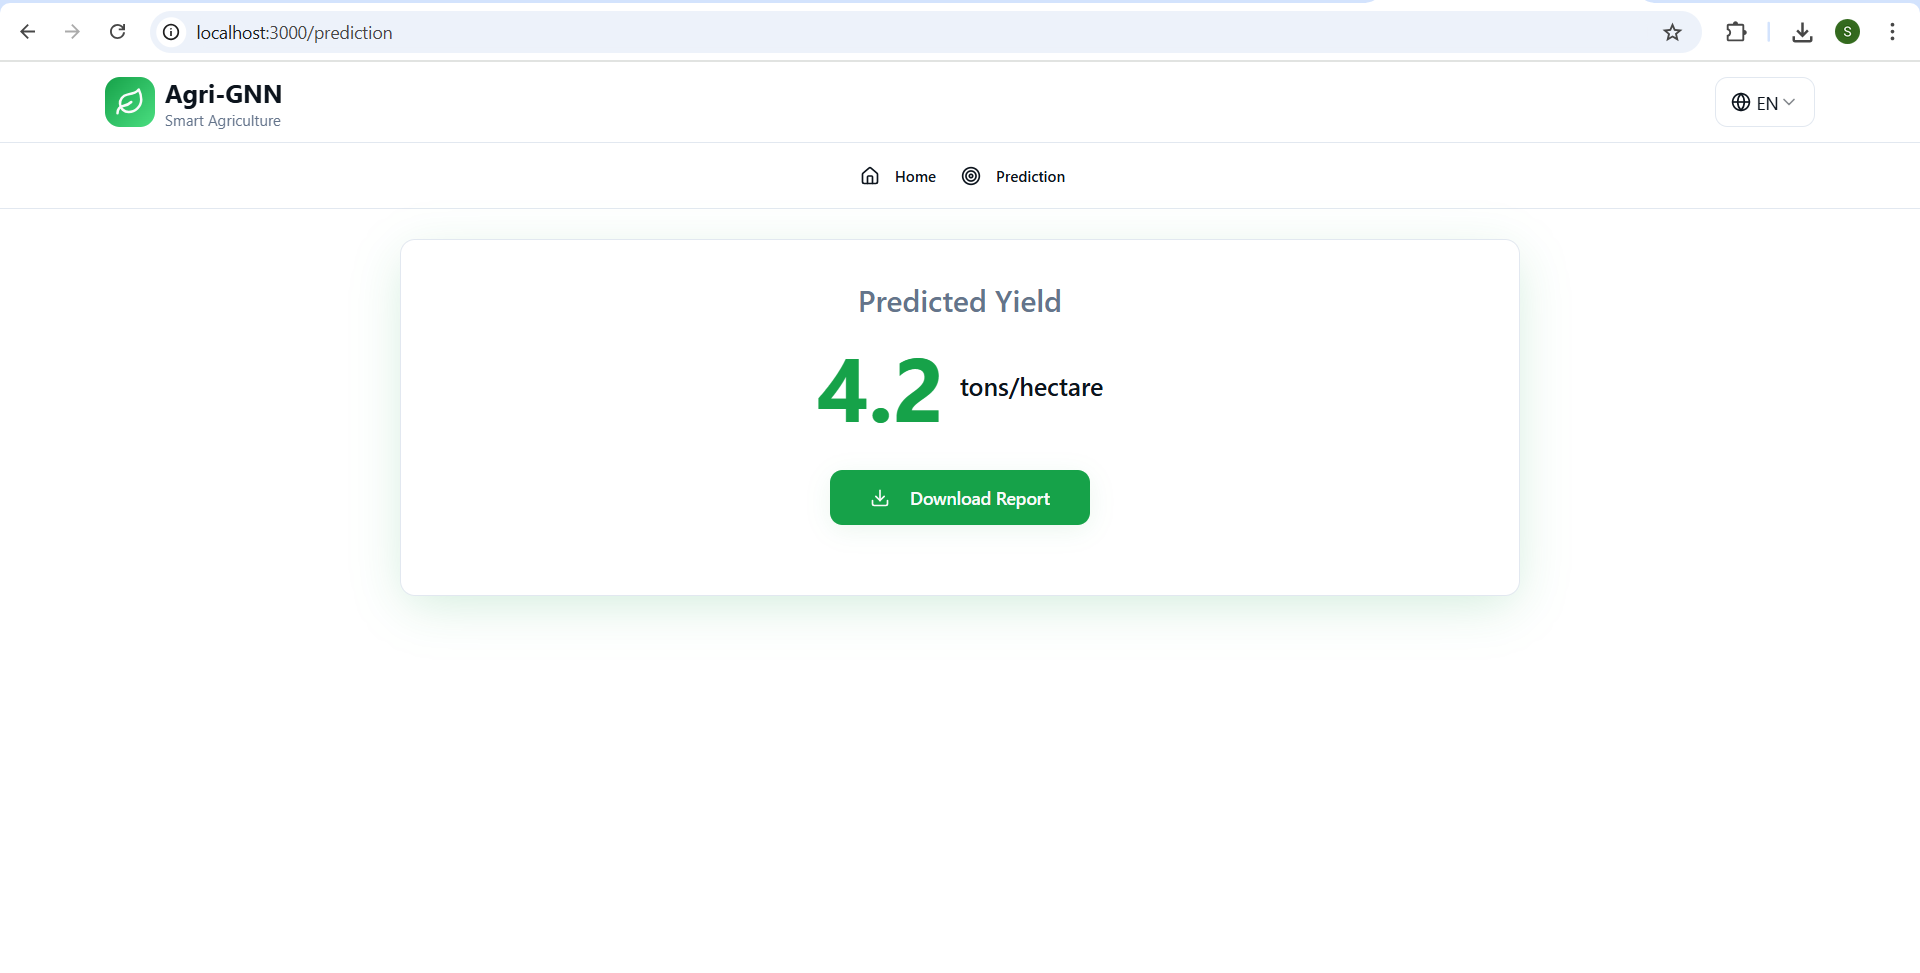 localhost:3000/prediction
S
Agri-GNN
Smart Agriculture
EN
Home Prediction
Predicted Yield
4.2 tons/hectare
Download Report